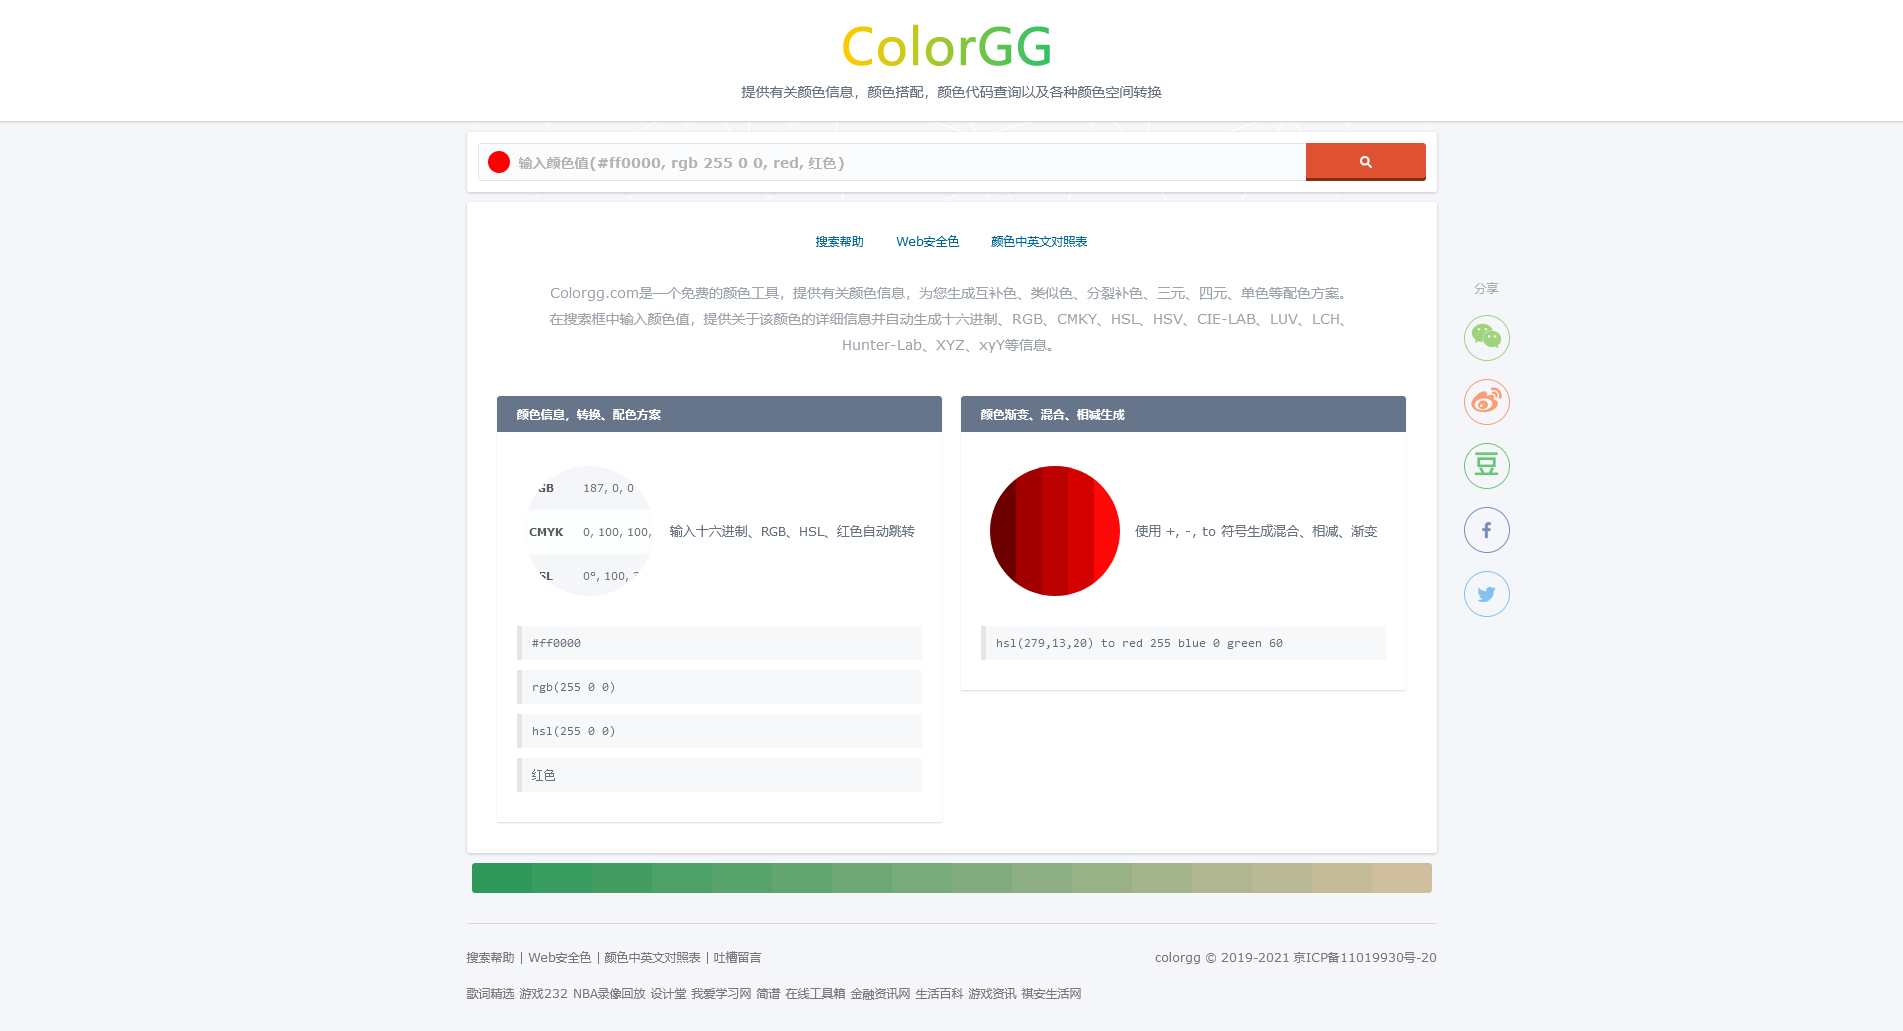 ColorGG
提供有关颜色信息，颜色搭配，颜色代码查询以及各种颜色空间转换
输入颜色值(#ff0000, rgb 255 0 0, red, 红色)
搜索帮助 Web安全色 颜色中英文对照表
Colorgg.com是一个免费的颜色工具，提供有关颜色信息，为您生成互补色、类似色、分裂补色、三元、四元、单色等配色方案。
在搜索框中输入颜色值，提供关于该颜色的详细信息并自动生成十六进制、RGB、CMKY、HSL、HSV、CIE-LAB、LUV、LCH、
Hunter-Lab、XYZ、xyY等信息。
分享
豆
颜色信息，转换、配色方案
GB 187, 0, 0
CMYK 0, 100, 100,
SL 0°, 100,
输入十六进制、RGB、HSL、红色自动跳转
#ff0000
rgb(255 0 0)
hsl(255 0 0)
红色
颜色渐变、混合、相减生成
使用 +, -, to 符号生成混合、相减、渐变
hsl(279,13,20) to red 255 blue 0 green 60
搜索帮助 | Web安全色 | 颜色中英文对照表 | 吐槽留言
colorgg © 2019-2021 京ICP备11019930号-20
歌词精选 游戏232 NBA录像回放 设计堂 我爱学习网 简谱 在线工具箱 金融资讯网 生活百科 游戏资讯 祺安生活网